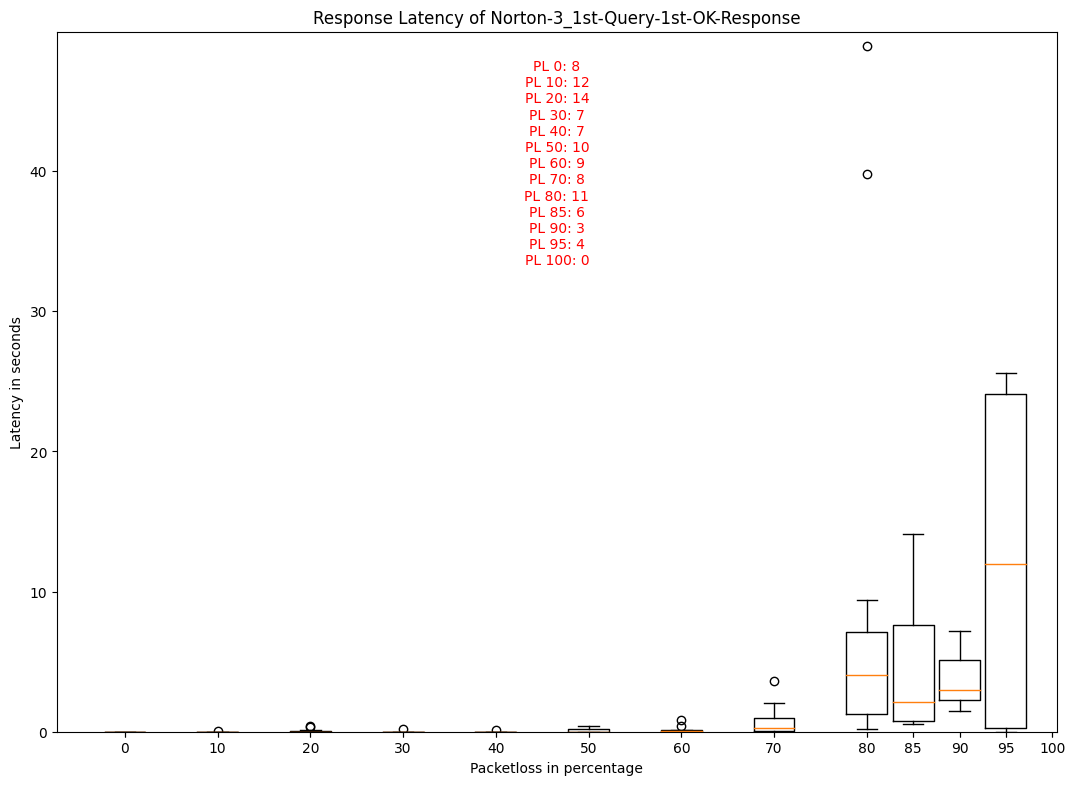 Response Latency of Norton-3_1st-Query-1st-OK-Response
PL 0: 8
PL 10: 12
PL 20: 14
PL 30: 7
PL 40: 7
PL 50: 10
PL 60: 9
PL 70: 8
PL 80: 11
PL 85: 6
PL 90: 3
PL 95: 4
PL 100: 0
Latency in seconds
40
30
20
10
0
0 10 20 30 40 50 60 70 80 85 90 95 100
Packetloss in percentage